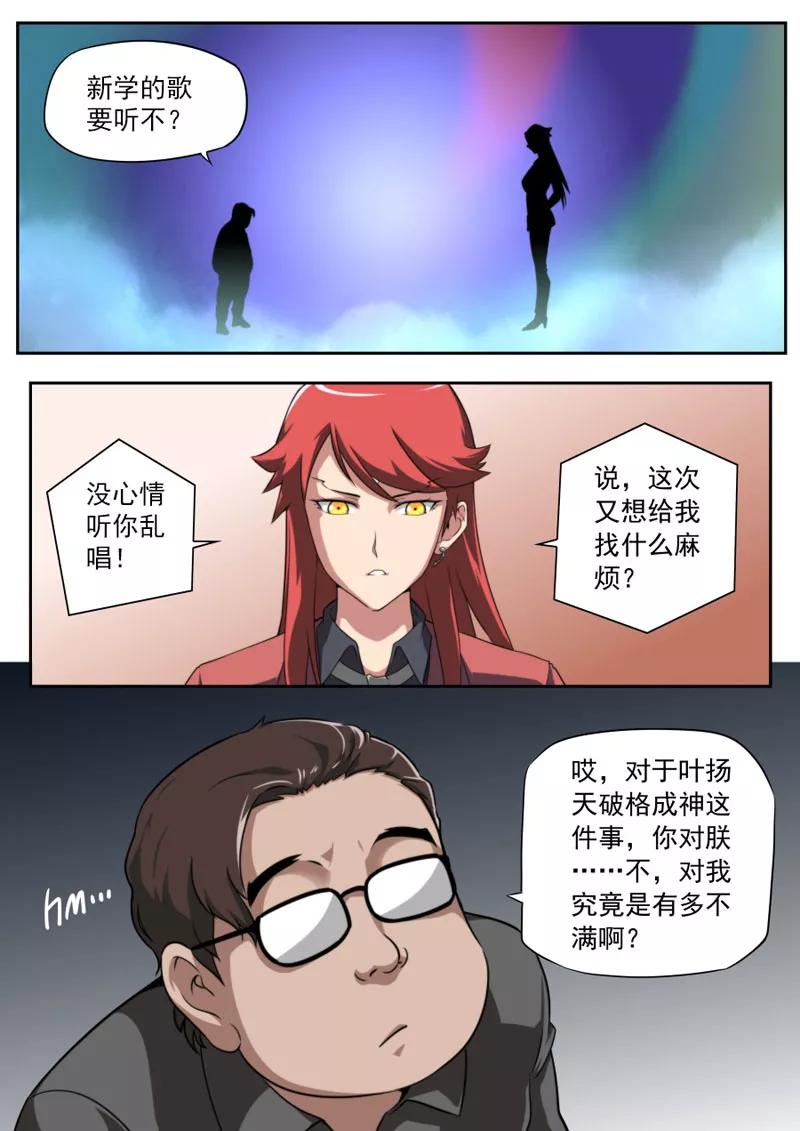 新学的歌
要听不？
没心情
听你乱
唱！
说，这次
又想给我
找什么麻
烦？
哎，对于叶扬
天破格成神这
件事，你对朕
……不，对我
究竟是有多不
满啊？
hm...